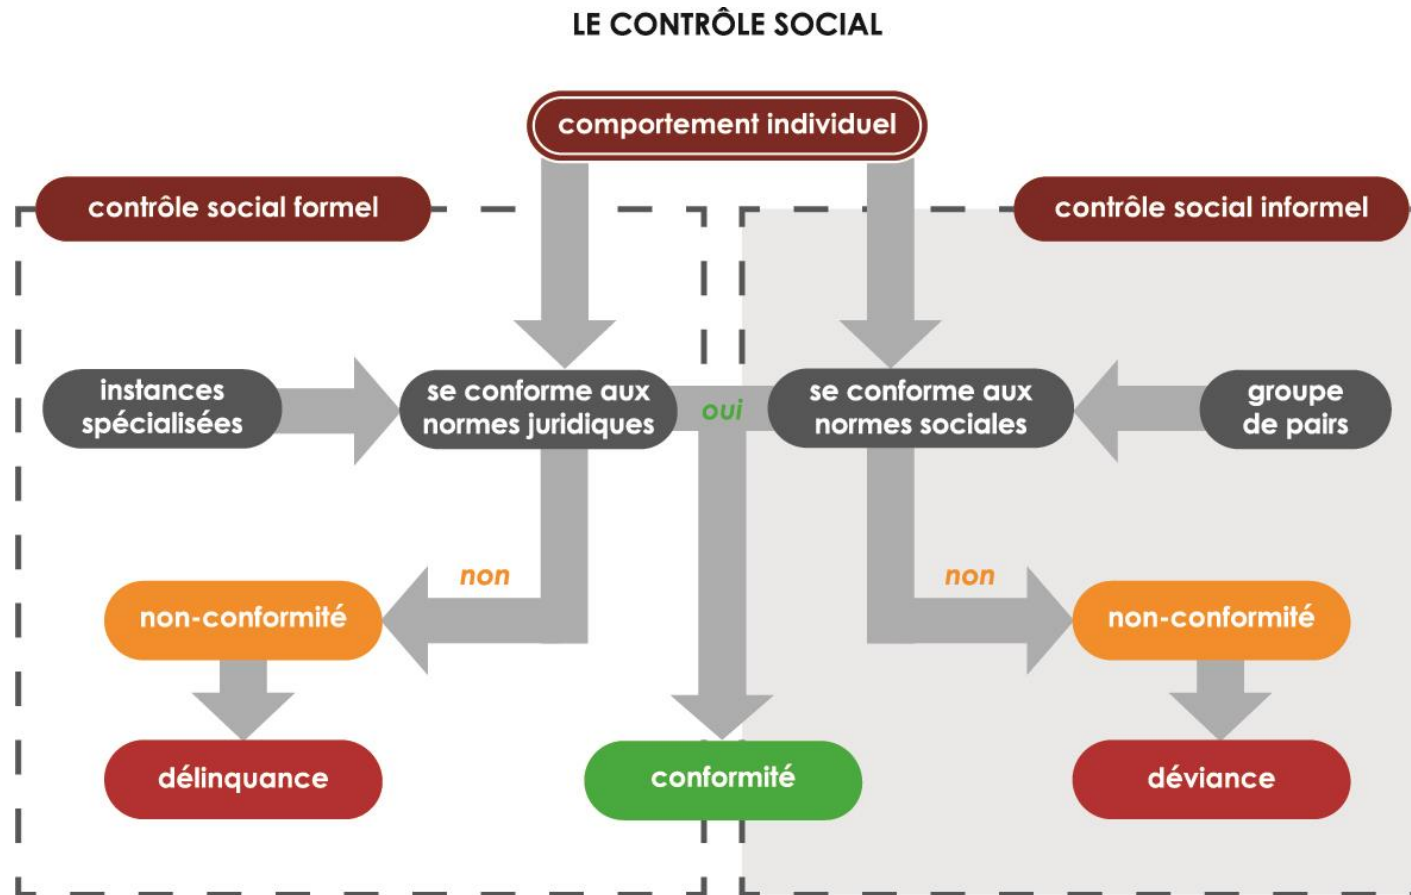 LE CONTRÔLE SOCIAL
comportement individuel
contrôle social formel
contrôle social informel
instances
spécialisées
se conforme aux
normes juridiques
oui
se conforme aux
normes sociales
groupe
de pairs
non
non
non-conformité
non-conformité
délinquance
conformité
déviance